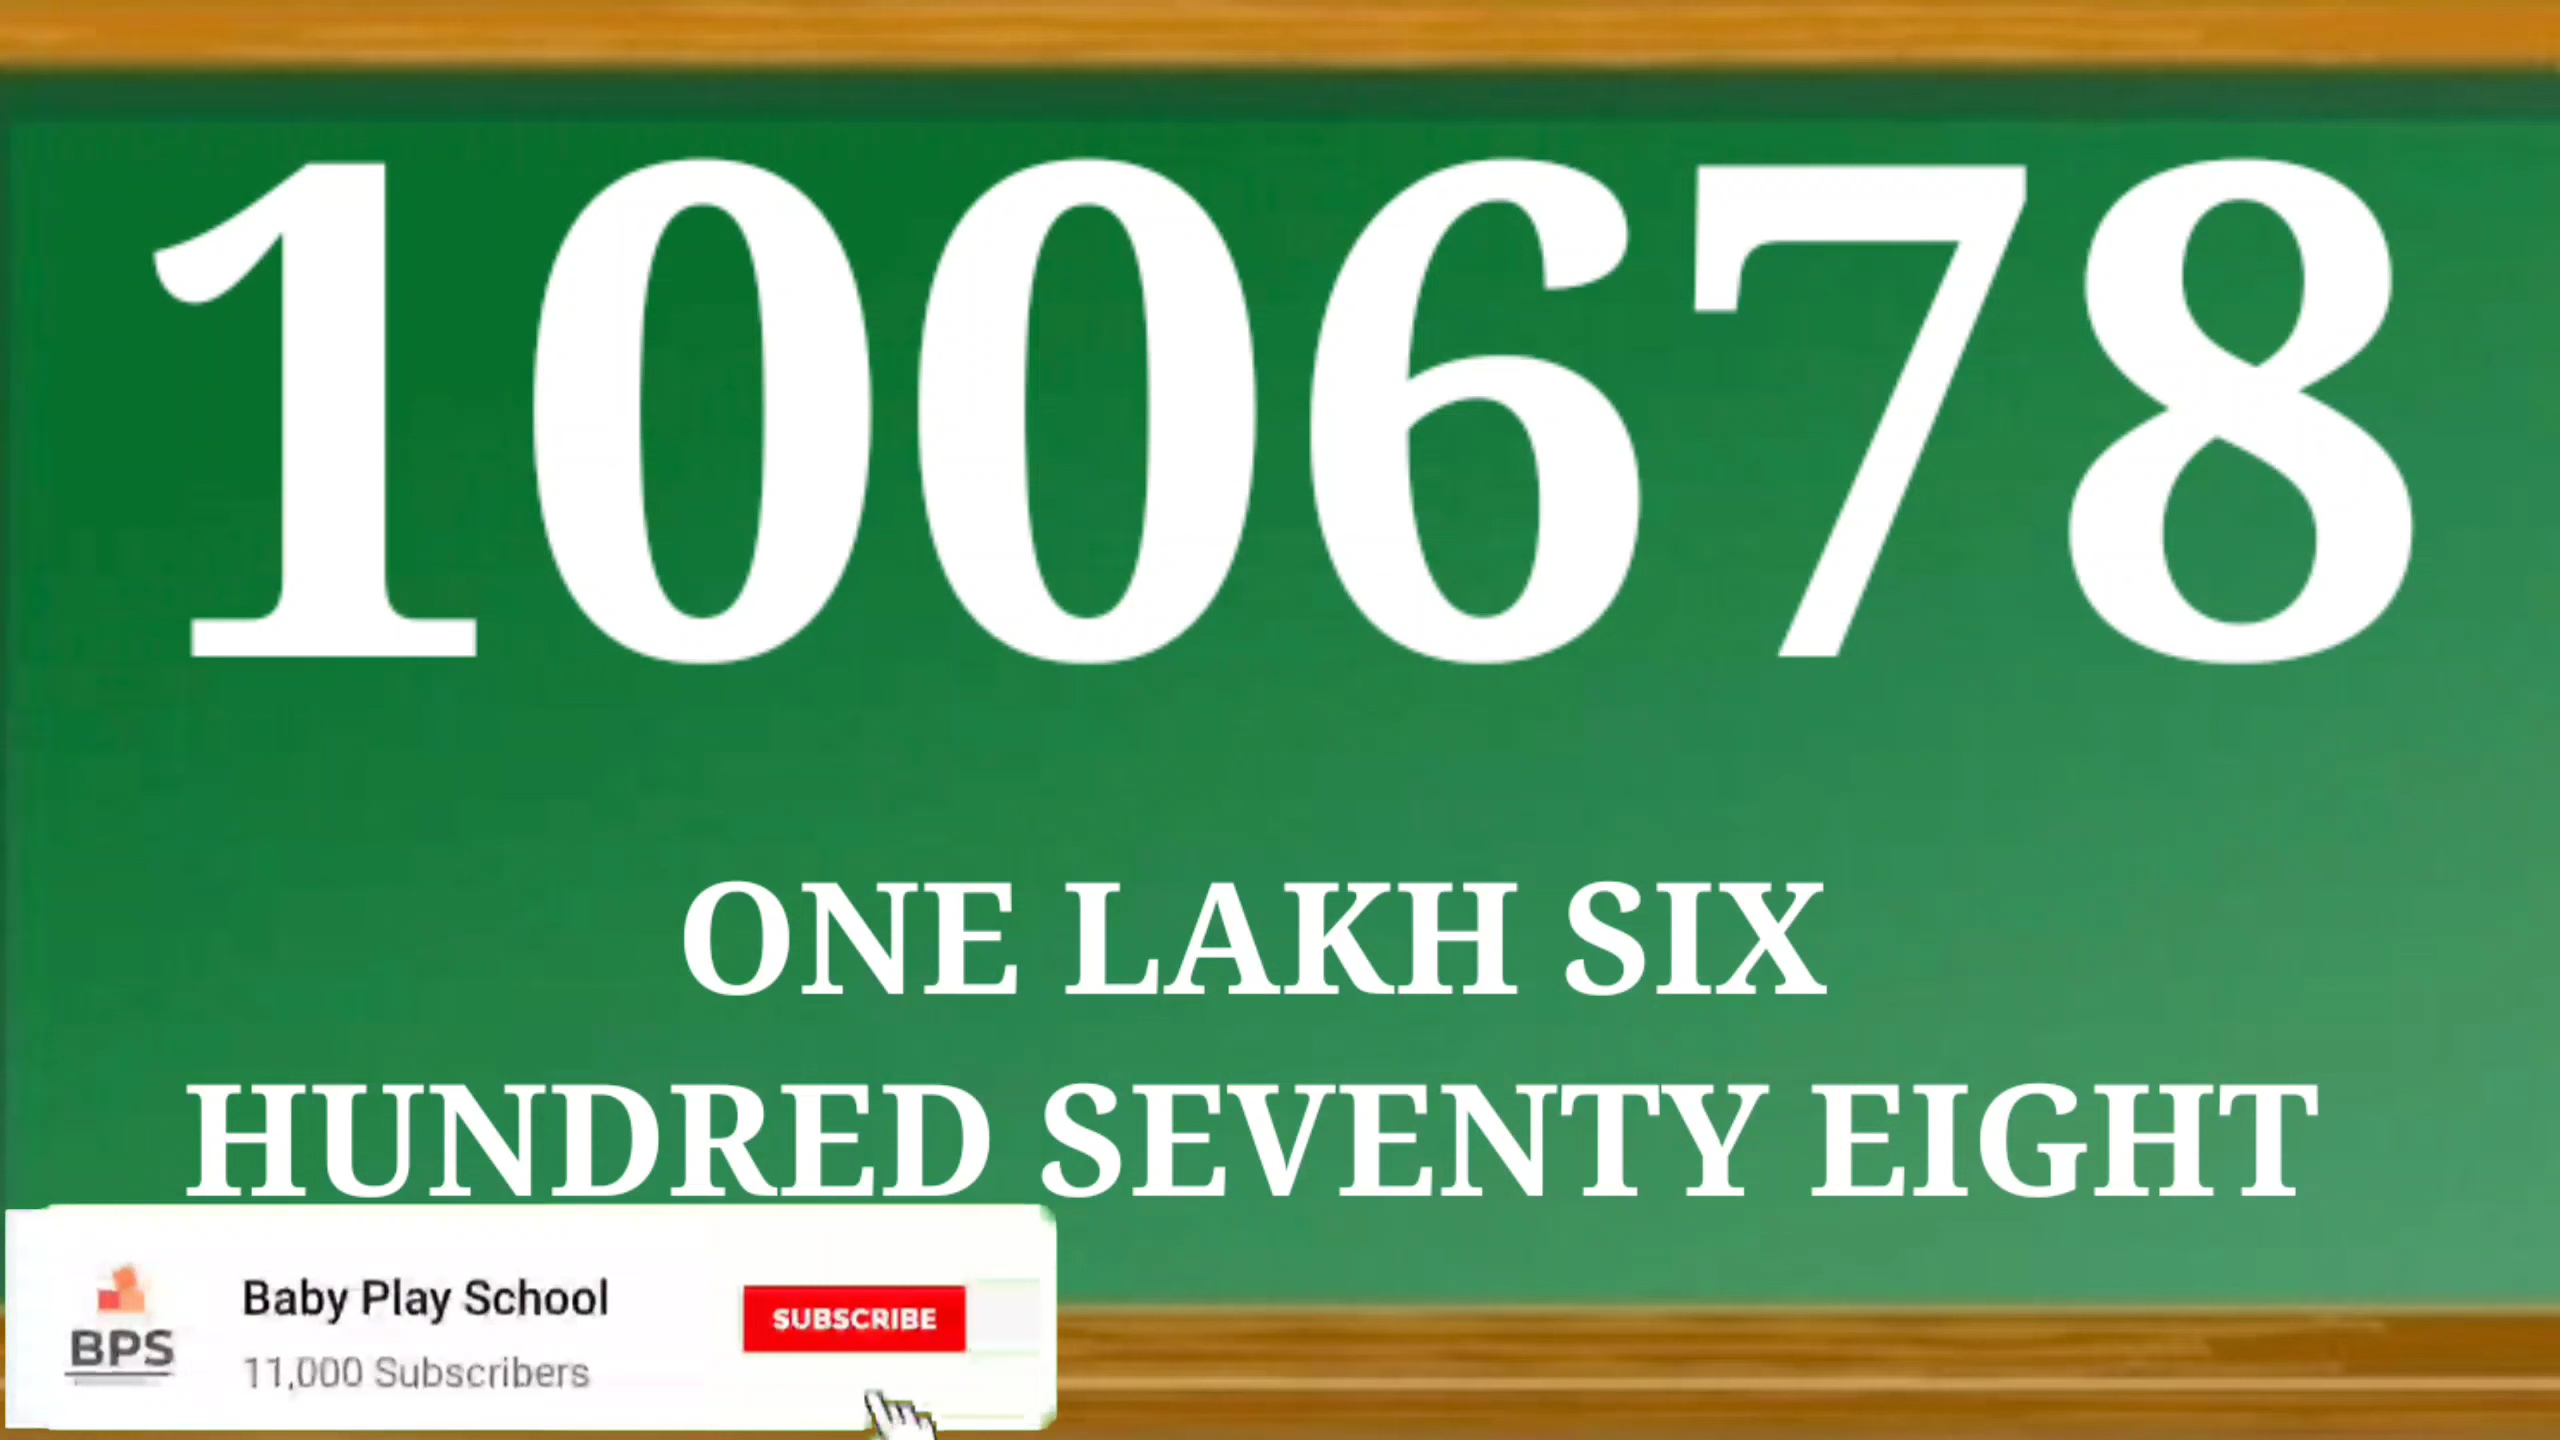 100678
ONE LAKH SIX
HUNDRED SEVENTY EIGHT
Baby Play School
SUBSCRIBE
BPS
11,000 Subscribers